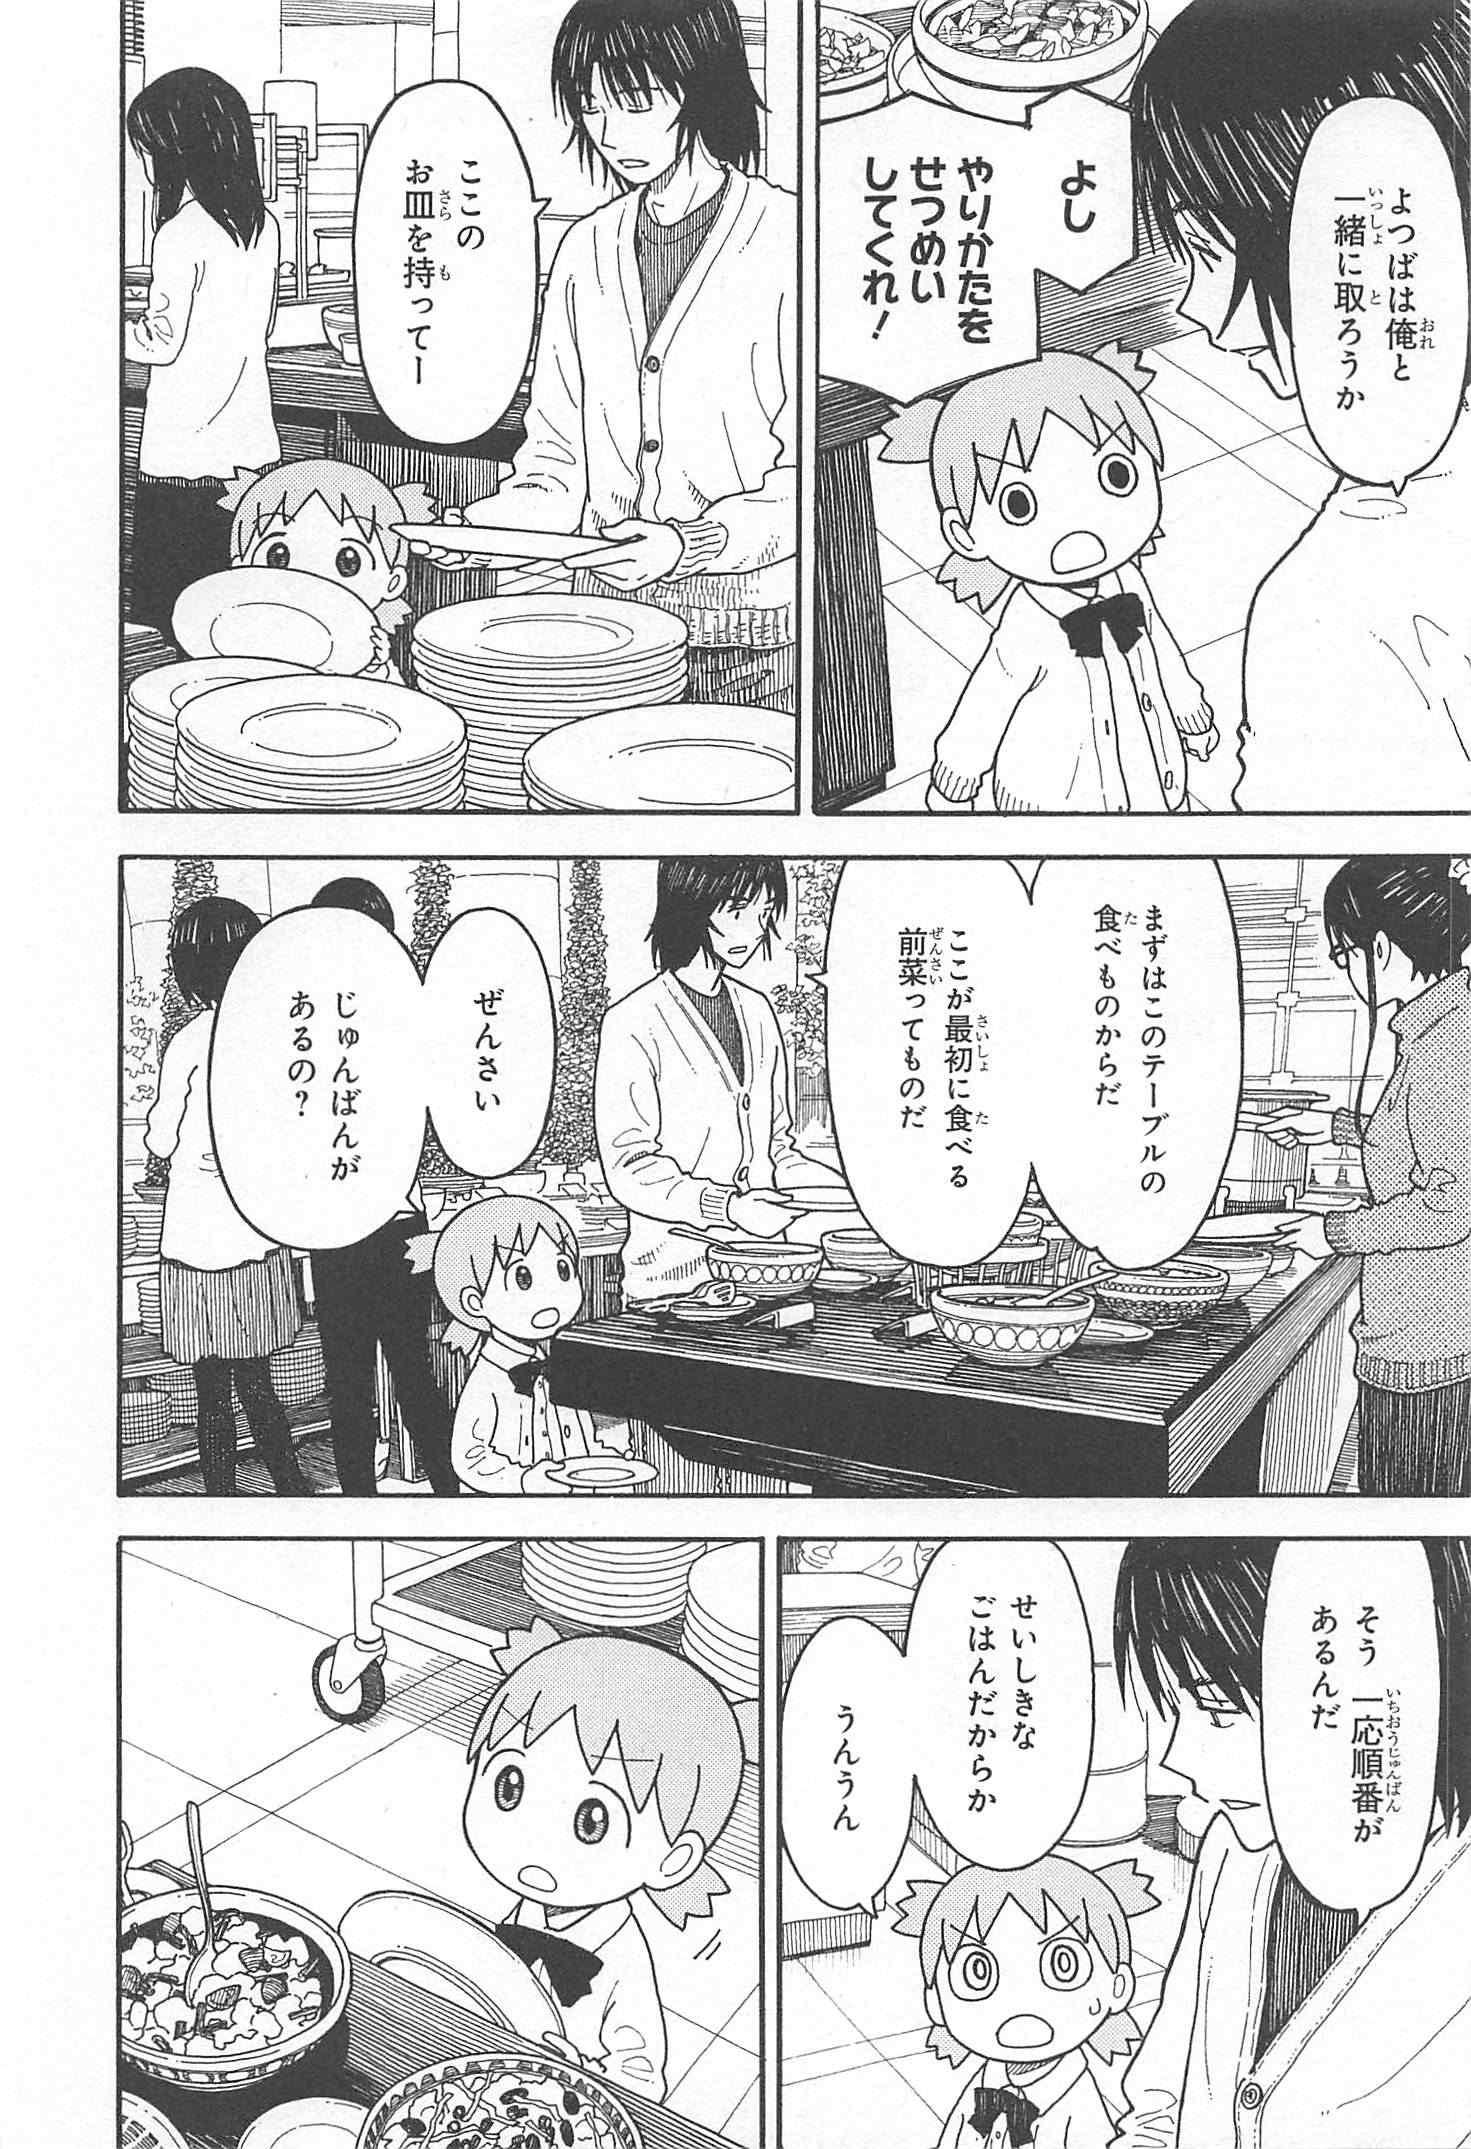 よつばは俺と
一緒に取ろうか
よし
やりかたを
せつめい
してくれ!
この
お皿を持ってー
まずはこのテーブルの
食べものからだ
ここが最初に食べる
前菜ってものだ
ぜんさい
じゅんばんが
あるの?
そう 一応順番が
あるんだ
せいしきな
ごはんだからか
うんうん